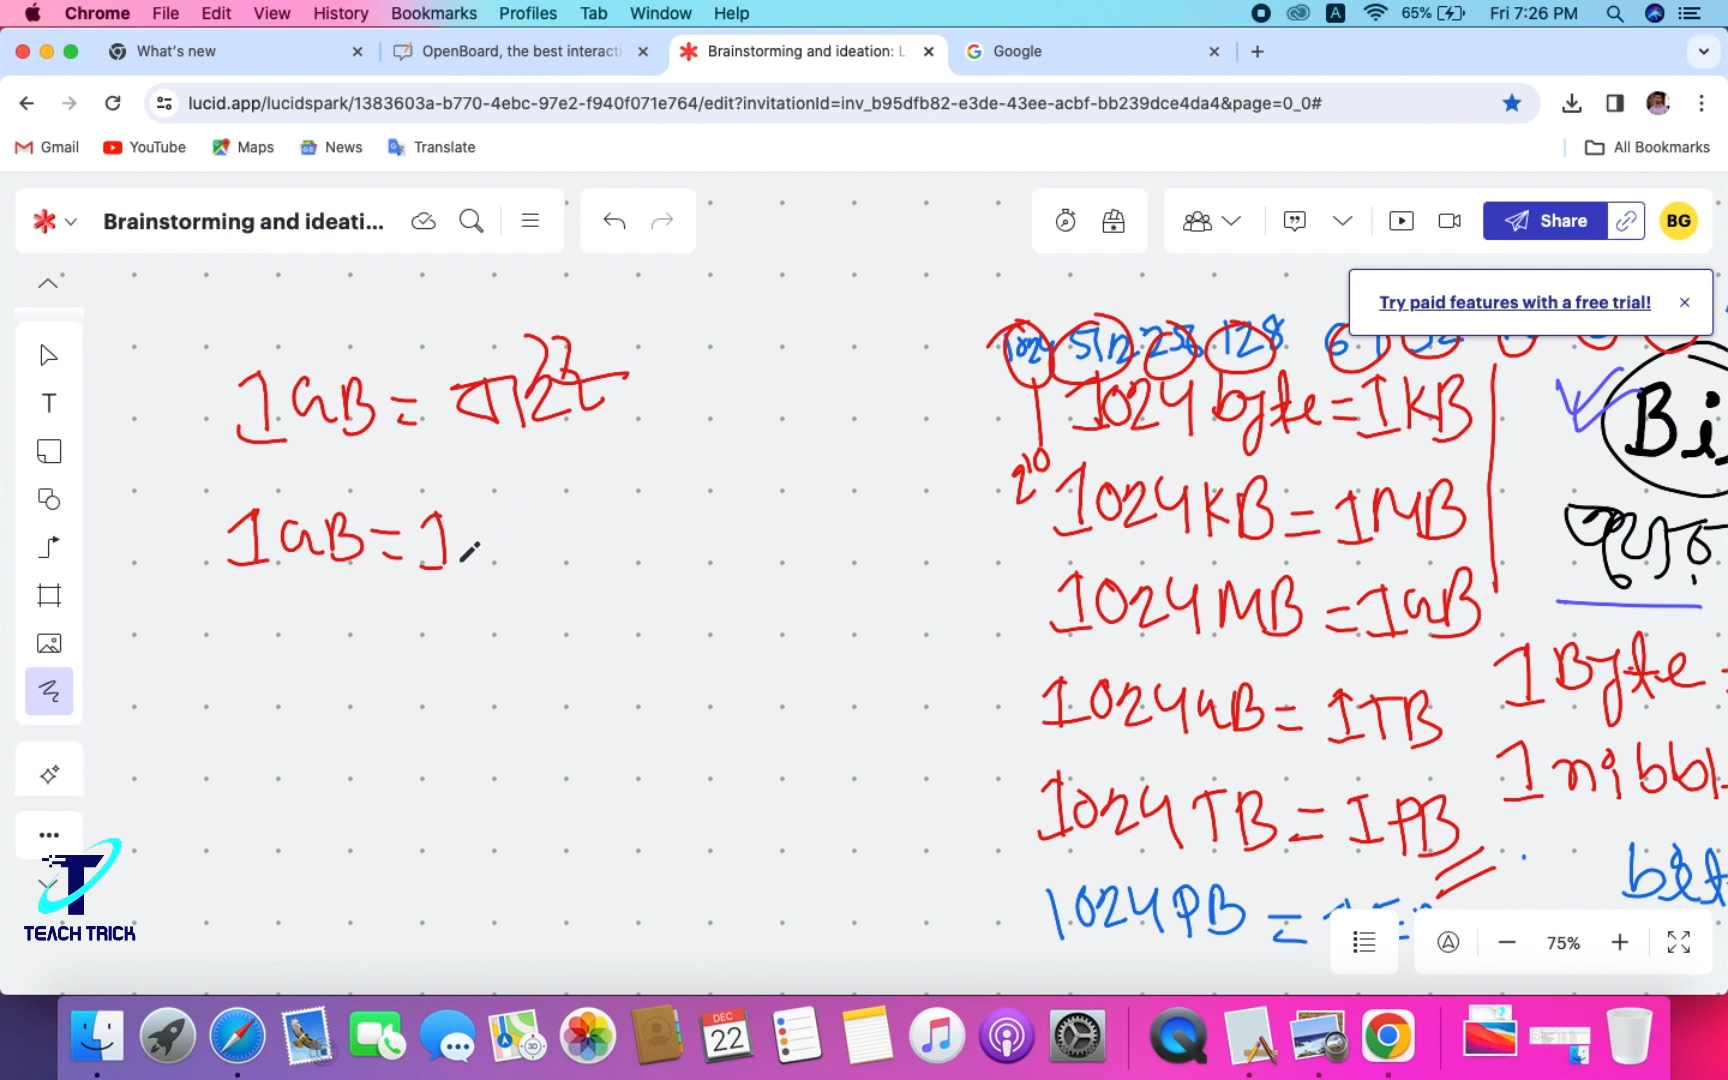 Chrome File Edit View History Bookmarks Profiles Tab Window Help A 65% Fri 7:26 PM
What's new OpenBoard, the best interacti Brainstorming and ideation: L Google
lucid.app/lucidspark/1383603a-b770-4ebc-97e2-f940f071e764/edit?invitationId=inv_b95dfb82-e3de-43ee-acbf-bb239dce4da4&page=0_0#
Gmail YouTube Maps News Translate All Bookmarks
Brainstorming and ideati... Share BG
Try paid features with a free trial!
1024 512 256 128
1GB =
1024 byte = 1KB
Bi
2^10
1024 KB = 1MB
1GB = 1
1024 MB = 1GB
1 Byte =
1024 GB = 1TB
1 nibbl
1024 TB = 1PB
1024 PB =
TEACH TRICK
75%
DEC
22